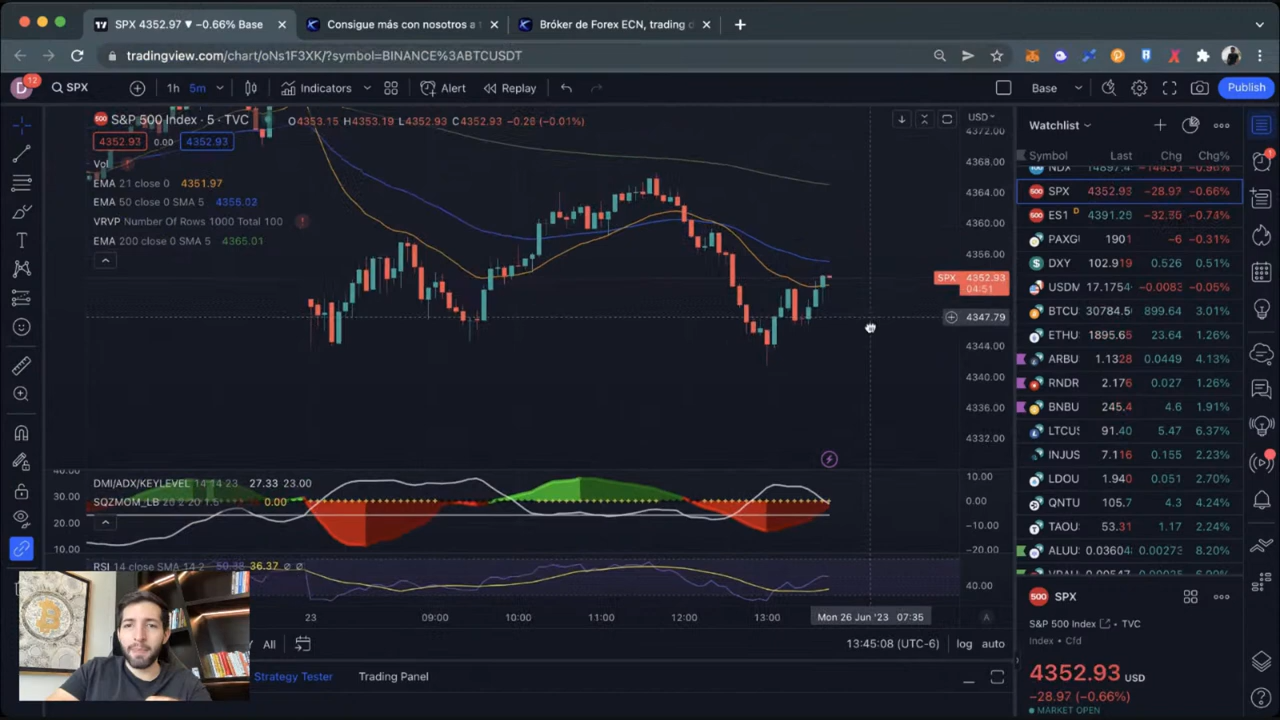 SPX 4352.97 ▼ −0.66% Base
Consigue más con nosotros a
Bróker de Forex ECN, trading
tradingview.com/chart/oNs1F3XK/?symbol=BINANCE%3ABTCUSDT
D 12 SPX 1h 5m Indicators Alert Replay Base Publish
S&P 500 Index · 5 · TVC O4353.15 H4353.19 L4352.93 C4352.93 −0.26 (−0.01%)
4352.93 0.00 4352.93
Vol
EMA 21 close 0 4351.97
EMA 50 close 0 SMA 5 4356.02
VRVP Number Of Rows 1000 Total 100
EMA 200 close 0 SMA 5 4365.01
USD
4372.00
4368.00
4364.00
4360.00
4356.00
SPX 4352.93
04:51
4347.79
4344.00
4340.00
4336.00
4332.00
DMI/ADX/KEYLEVEL 14 14 23 27.33 23.00
SQZMOM_LB 20 2 20 1.5 0.00
40.00
30.00
20.00
10.00
10.00
0.00
−10.00
−20.00
RSI 14 close SMA 14 2 50.38 36.37
40.00
23 09:00 10:00 11:00 12:00 13:00 Mon 26 Jun '23 07:35 A
All 13:45:08 (UTC-6) log auto
Strategy Tester Trading Panel
Watchlist
Symbol Last Chg Chg%
NDX 14897.4 −0.98%
SPX 4352.93 −28.97 −0.66%
ES1 D 4391.25 −0.74%
PAXG 1901 −6 −0.31%
DXY 102.919 0.526 0.51%
USDM 17.1754 −0.0083 −0.05%
BTCU 30784.5 899.64 3.01%
ETHU 1895.65 23.64 1.26%
ARBU 1.1328 0.0449 4.13%
RNDR 2.176 0.027 1.26%
BNBU 245.4 4.6 1.91%
LTCUS 91.40 5.47 6.37%
INJUS 7.116 0.155 2.23%
LDOU 1.940 0.051 2.70%
QNTU 105.7 4.3 4.24%
TAOU 53.31 1.17 2.24%
ALUU 0.03604 0.00273 8.20%
SPX
S&P 500 Index TVC
Index • Cfd
4352.93 USD
−28.97 (−0.66%)
MARKET OPEN